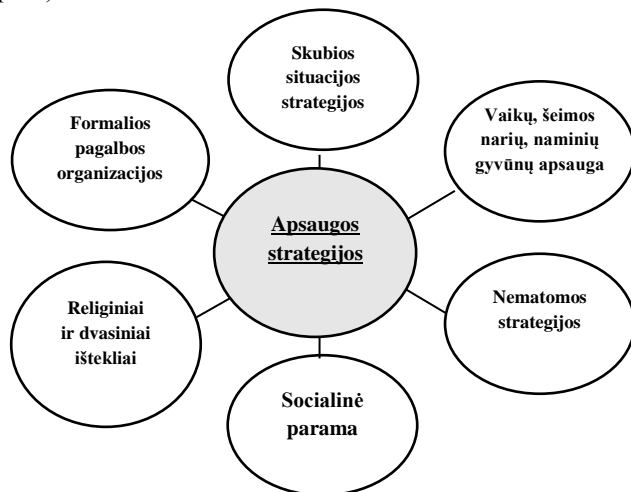 Skubios
situacijos
strategijos
Formalios
pagalbos
organizacijos
Vaikų, šeimos
narių, naminių
gyvūnų apsauga
Apsaugos
strategijos
Religiniai
ir dvasiniai
ištekliai
Nematomos
strategijos
Socialinė
parama